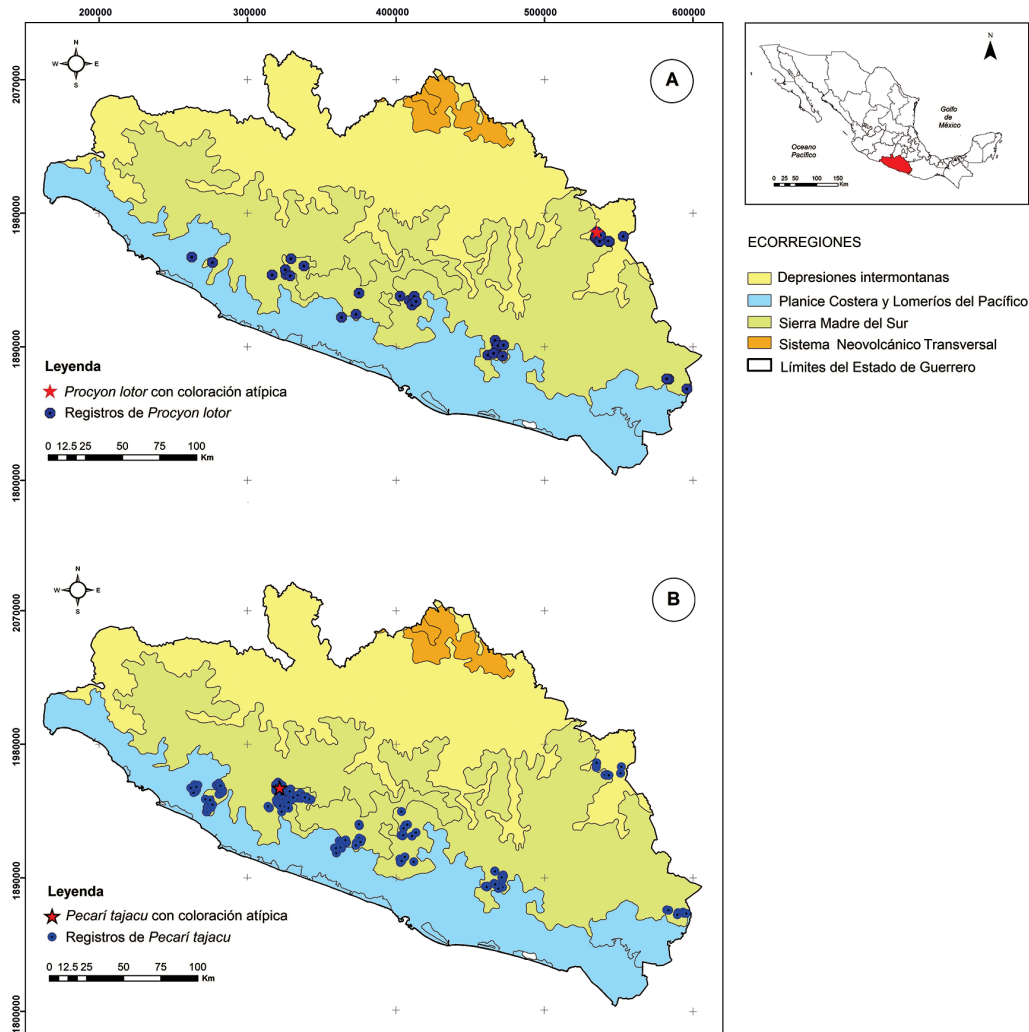 200000 300000 400000 500000 600000
N
W E
S
A
2070000
1980000
1890000
1800000
Leyenda
Procyon lotor con coloración atípica
Registros de Procyon lotor
0 12.5 25 50 75 100
Km
N
W E
S
B
2070000
1980000
1890000
1800000
Leyenda
Pecarí tajacu con coloración atípica
Registros de Pecarí tajacu
0 12.5 25 50 75 100
Km
N
Golfo
de
México
Oceano
Pacífico
0 25 50 100 150
Km
ECORREGIONES
Depresiones intermontanas
Planice Costera y Lomeríos del Pacífico
Sierra Madre del Sur
Sistema Neovolcánico Transversal
Límites del Estado de Guerrero